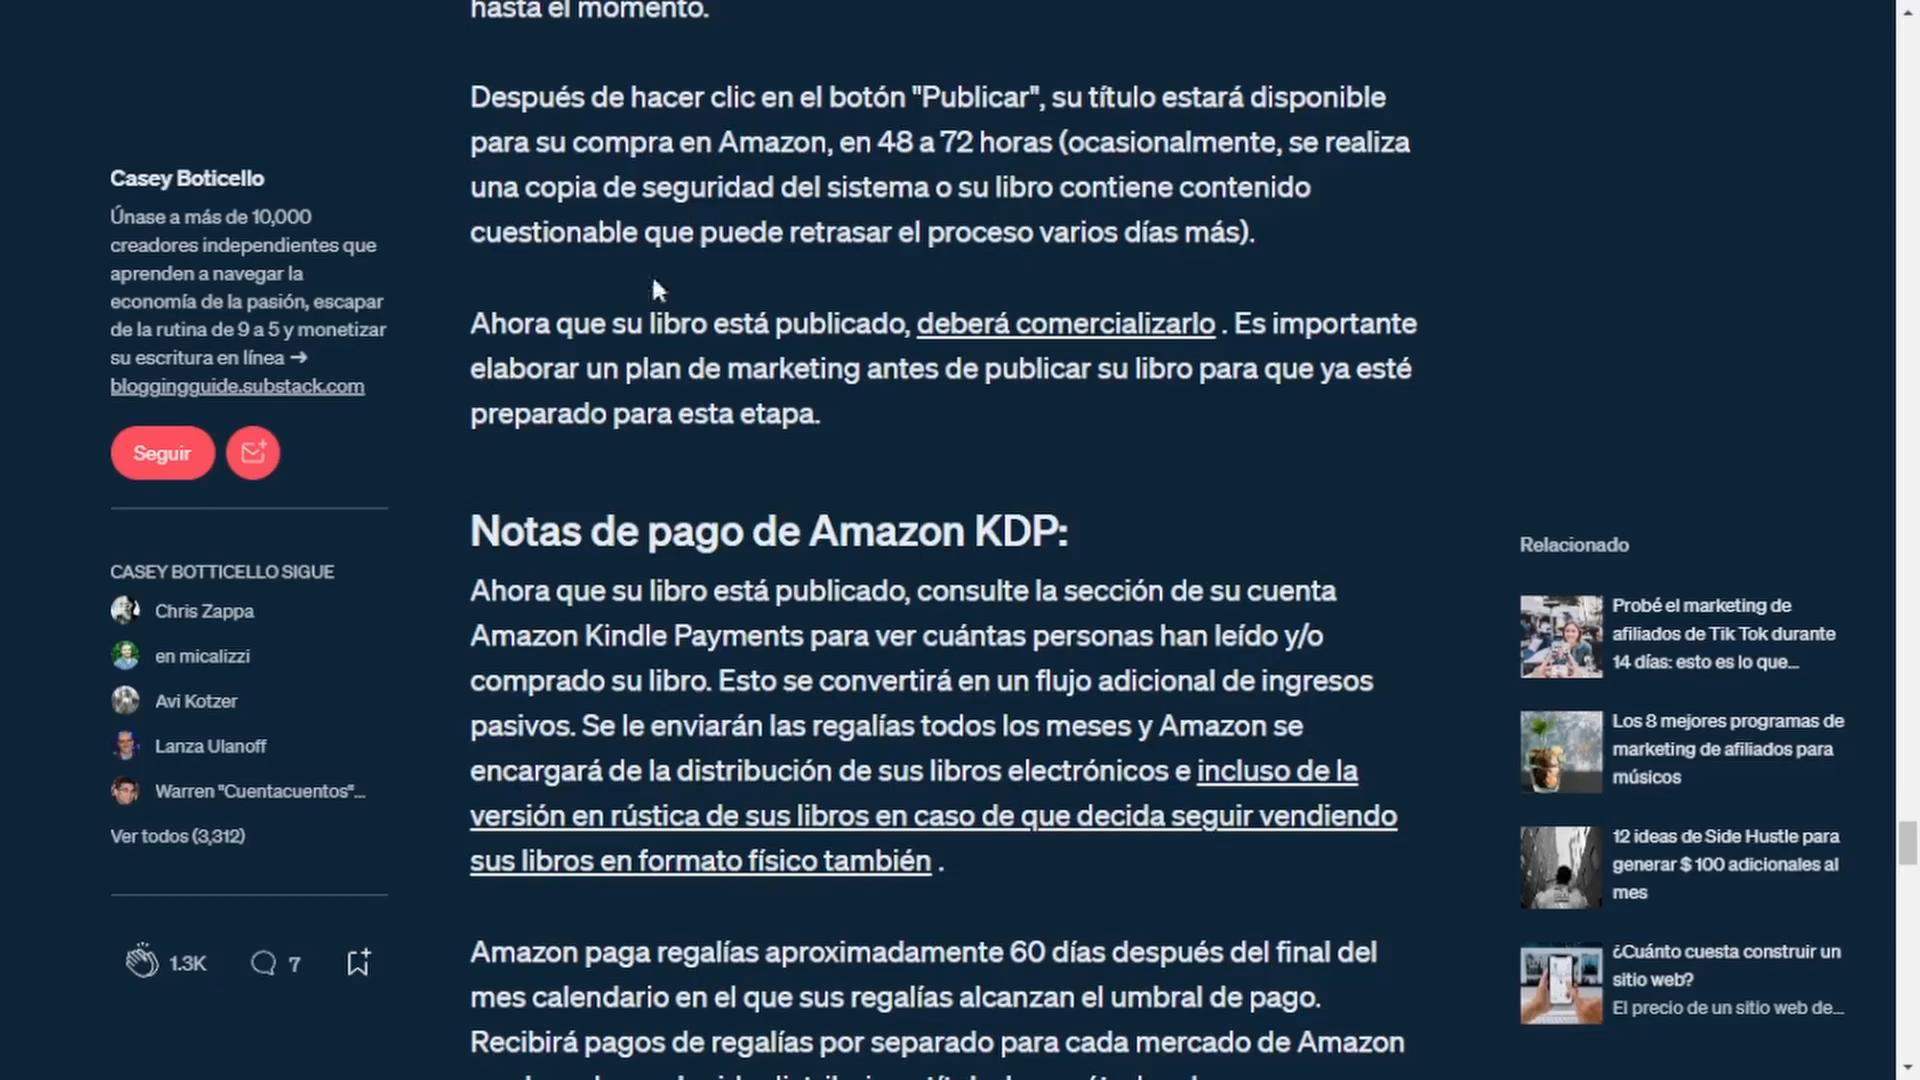 hasta el momento.
Después de hacer clic en el botón "Publicar", su título estará disponible
para su compra en Amazon, en 48 a 72 horas (ocasionalmente, se realiza
una copia de seguridad del sistema o su libro contiene contenido
cuestionable que puede retrasar el proceso varios días más).
Ahora que su libro está publicado, deberá comercializarlo . Es importante
elaborar un plan de marketing antes de publicar su libro para que ya esté
preparado para esta etapa.
Notas de pago de Amazon KDP:
Ahora que su libro está publicado, consulte la sección de su cuenta
Amazon Kindle Payments para ver cuántas personas han leído y/o
comprado su libro. Esto se convertirá en un flujo adicional de ingresos
pasivos. Se le enviarán las regalías todos los meses y Amazon se
encargará de la distribución de sus libros electrónicos e incluso de la
versión en rústica de sus libros en caso de que decida seguir vendiendo
sus libros en formato físico también .
Amazon paga regalías aproximadamente 60 días después del final del
mes calendario en el que sus regalías alcanzan el umbral de pago.
Recibirá pagos de regalías por separado para cada mercado de Amazon
Casey Boticello
Únase a más de 10,000
creadores independientes que
aprenden a navegar la
economía de la pasión, escapar
de la rutina de 9 a 5 y monetizar
su escritura en línea ➔
bloggingguide.substack.com
Seguir
CASEY BOTTICELLO SIGUE
Chris Zappa
en micalizzi
Avi Kotzer
Lanza Ulanoff
Warren "Cuentacuentos"...
Ver todos (3,312)
1.3K 7
Relacionado
Probé el marketing de
afiliados de Tik Tok durante
14 días: esto es lo que...
Los 8 mejores programas de
marketing de afiliados para
músicos
12 ideas de Side Hustle para
generar $ 100 adicionales al
mes
¿Cuánto cuesta construir un
sitio web?
El precio de un sitio web de...